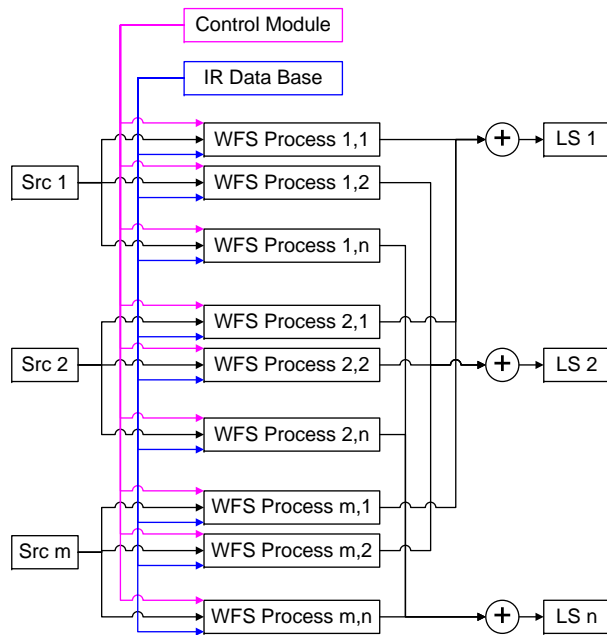 Control Module
IR Data Base
WFS Process 1,1
+
LS 1
Src 1
WFS Process 1,2
WFS Process 1,n
WFS Process 2,1
Src 2
WFS Process 2,2
+
LS 2
WFS Process 2,n
WFS Process m,1
Src m
WFS Process m,2
WFS Process m,n
+
LS n